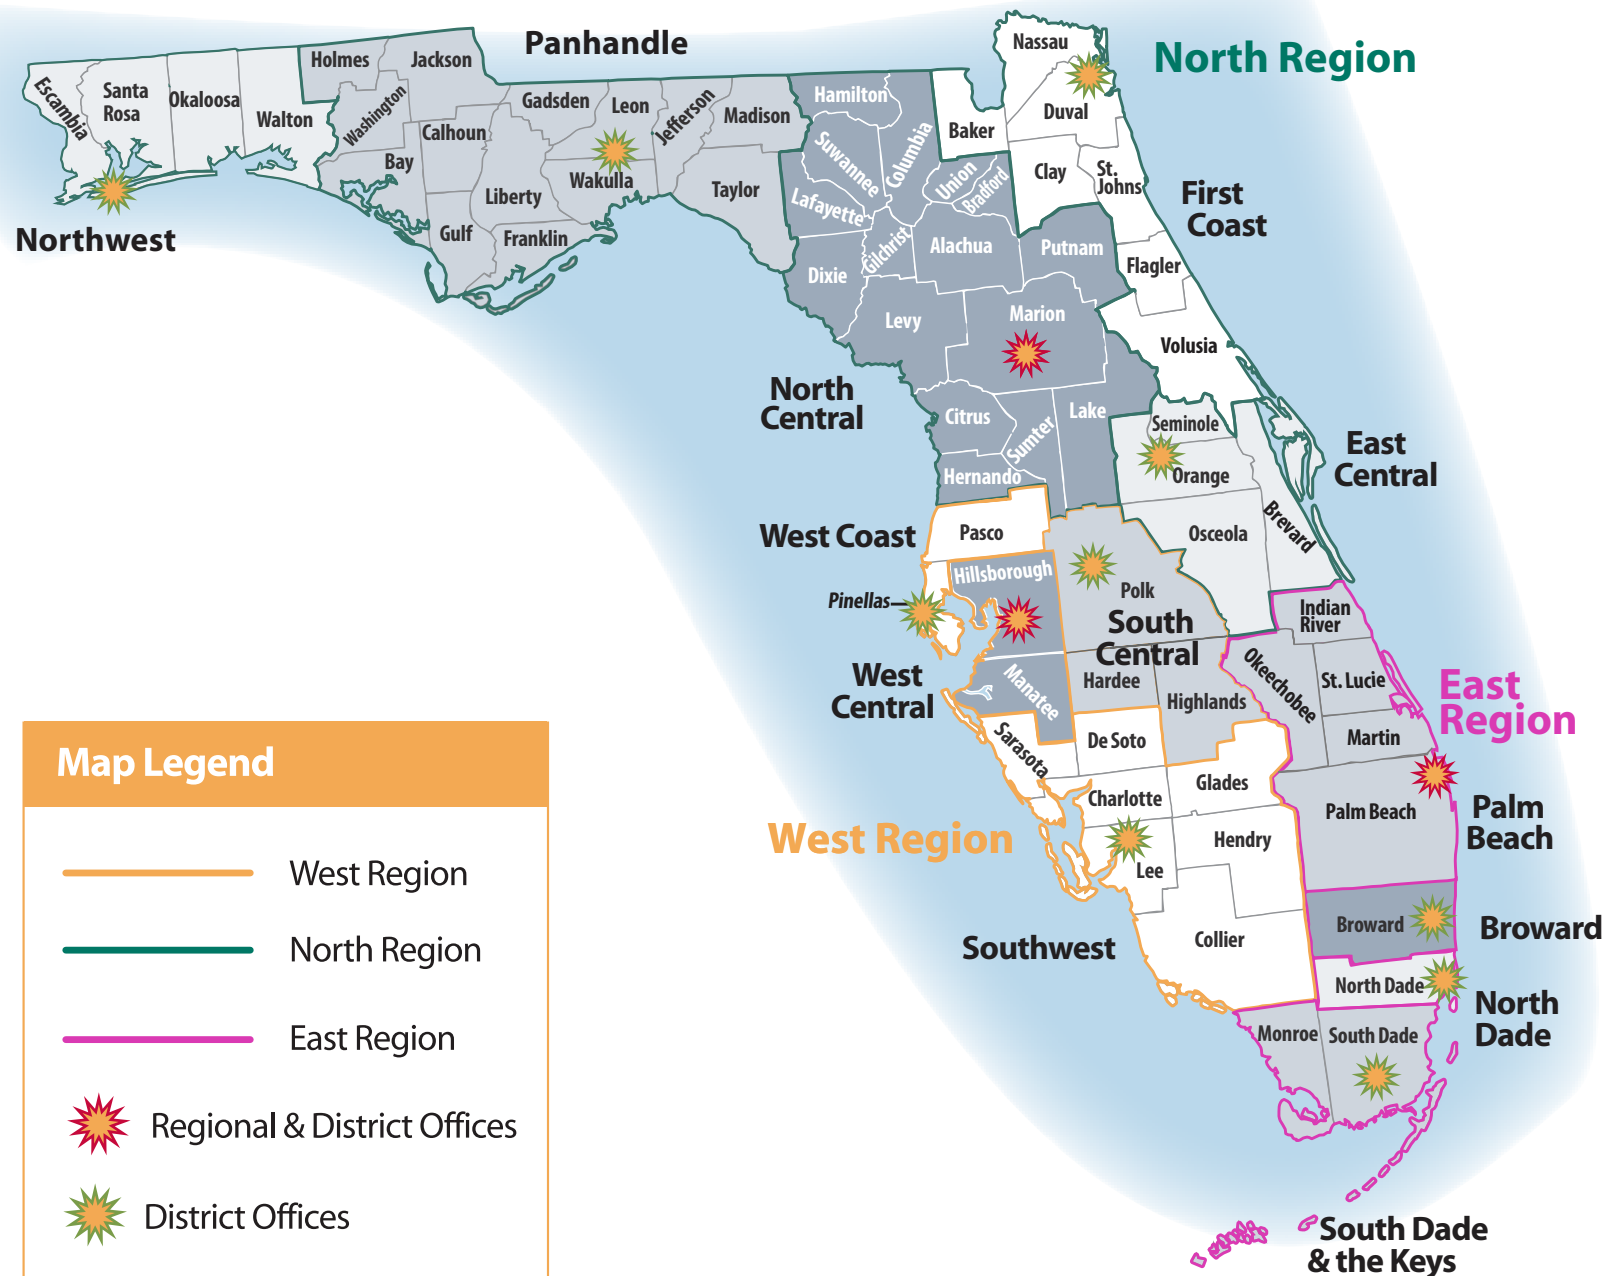 Panhandle
North Region
Nassau
Holmes
Jackson
Escambia
Santa
Rosa
Okaloosa
Walton
Washington
Calhoun
Gadsden
Leon
Jefferson
Madison
Hamilton
Columbia
Baker
Duval
Bay
Liberty
Wakulla
Taylor
Suwannee
Lafayette
Union
Bradford
Clay
St.
Johns
First
Coast
Northwest
Gulf
Franklin
Dixie
Gilchrist
Alachua
Putnam
Flagler
Levy
Marion
Volusia
North
Central
Citrus
Sumter
Lake
Seminole
Orange
East
Central
Hernando
West Coast
Pasco
Osceola
Brevard
Hillsborough
Pinellas
Polk
South
Central
Indian
River
West
Central
Manatee
Hardee
Highlands
Okeechobee
St. Lucie
East
Region
Sarasota
De Soto
Martin
Glades
Charlotte
Palm Beach
Palm
Beach
West Region
Hendry
Lee
Broward
Broward
Southwest
Collier
North Dade
North
Dade
Monroe
South Dade
South Dade
& the Keys
Map Legend
West Region
North Region
East Region
Regional & District Offices
District Offices